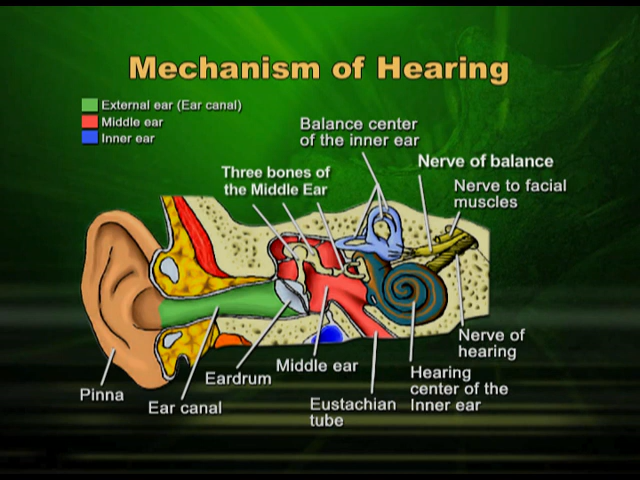 Mechanism of Hearing
External ear (Ear canal)
Middle ear
Inner ear
Balance center
of the inner ear
Nerve of balance
Three bones of
the Middle Ear
Nerve to facial
muscles
Nerve of
hearing
Middle ear
Hearing
center of the
Inner ear
Eardrum
Pinna
Ear canal
Eustachian
tube